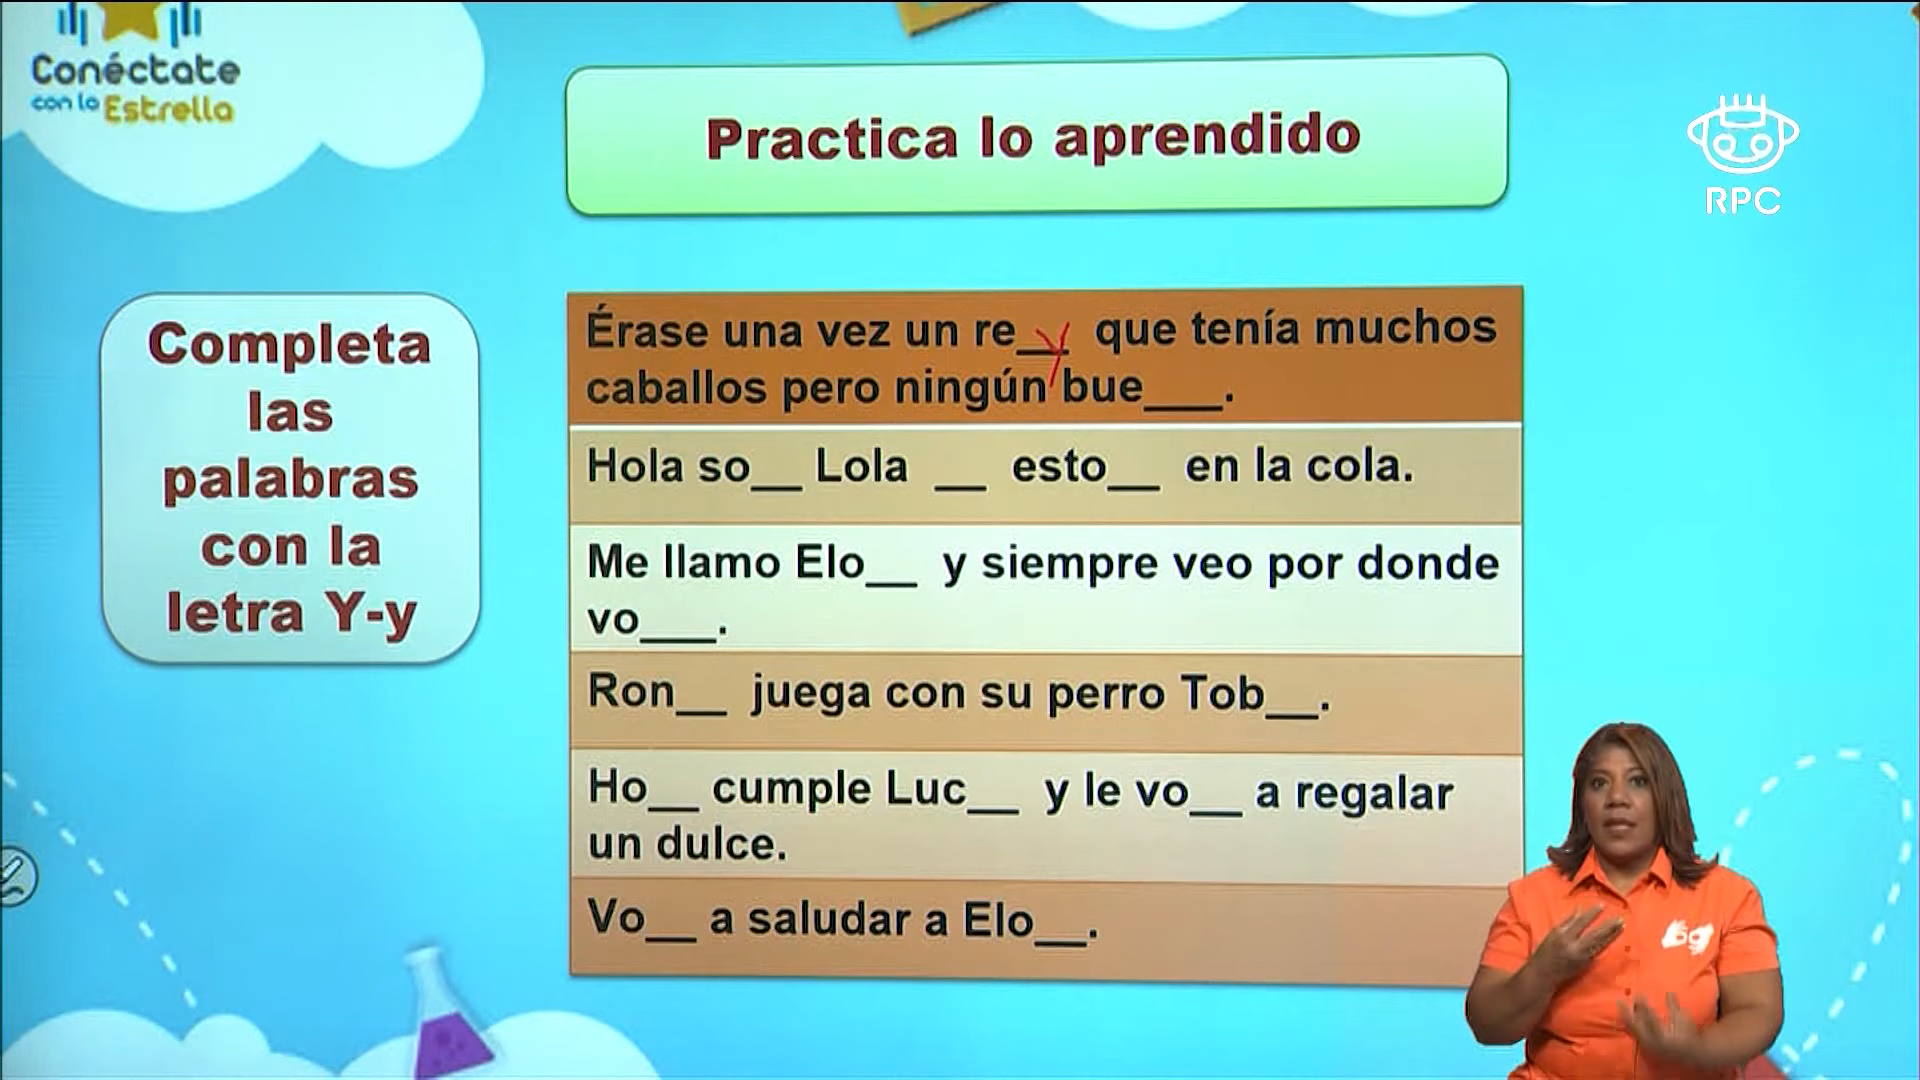 Conéctate
con la Estrella
Practica lo aprendido
RPC
Completa
las
palabras
con la
letra Y-y
Érase una vez un re__y que tenía muchos
caballos pero ningún bue___.
Hola so__ Lola __ esto__ en la cola.
Me llamo Elo__ y siempre veo por donde
vo___.
Ron__ juega con su perro Tob__.
Ho__ cumple Luc__ y le vo__ a regalar
un dulce.
Vo__ a saludar a Elo__.